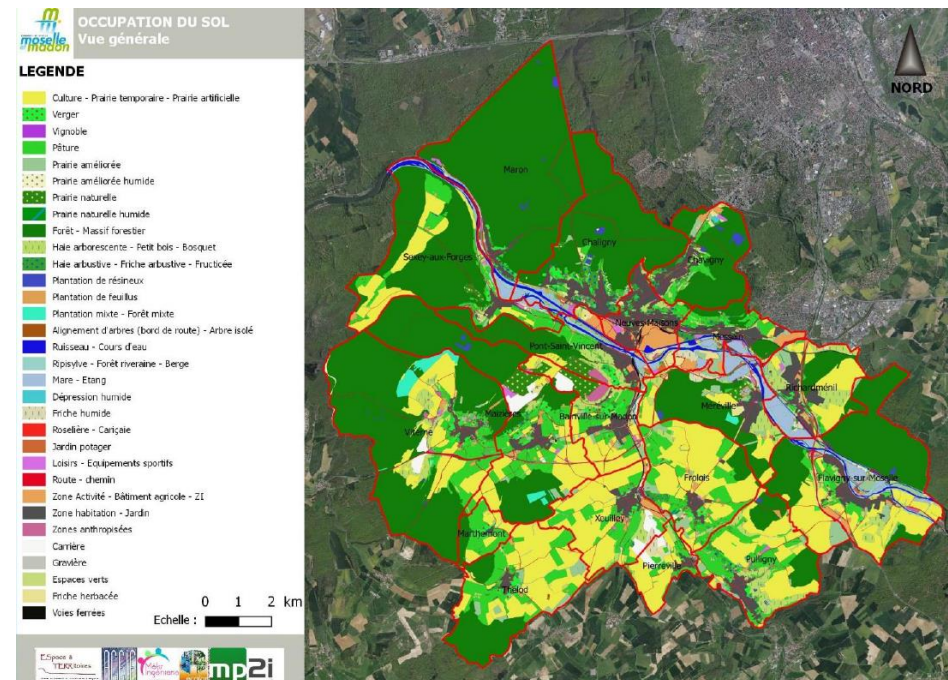 moselle
madon
OCCUPATION DU SOL
Vue générale
LEGENDE
Culture - Prairie temporaire - Prairie artificielle
Verger
Vignoble
Pâture
Prairie améliorée
Prairie améliorée humide
Prairie naturelle
Prairie naturelle humide
Forêt - Massif forestier
Haie arborescente - Petit bois - Bosquet
Haie arbustive - Friche arbustive - Fructicée
Plantation de résineux
Plantation de feuillus
Plantation mixte - Forêt mixte
Alignement d'arbres (bord de route) - Arbre isolé
Ruisseau - Cours d'eau
Ripisylve - Forêt riveraine - Berge
Mare - Etang
Dépression humide
Friche humide
Roselière - Cariçaie
Jardin potager
Loisirs - Equipements sportifs
Route - chemin
Zone Activité - Bâtiment agricole - ZI
Zone habitation - Jardin
Zones anthropisées
Carrière
Gravière
Espaces verts
Friche herbacée
Voies ferrées
0 1 2 km
Echelle :
ESpace &
TERRitoires
mp2i
NORD
Maron
Chaligny
Chavigny
Sexey-aux-Forges
Neuves-Maisons
Messein
Pont-Saint-Vincent
Richardménil
Méréville
Maizières
Bainville-sur-Madon
Viterne
Frolois
Flavigny-sur-Moselle
Xeuilley
Marthemont
Pierreville
Pulligny
Thélod